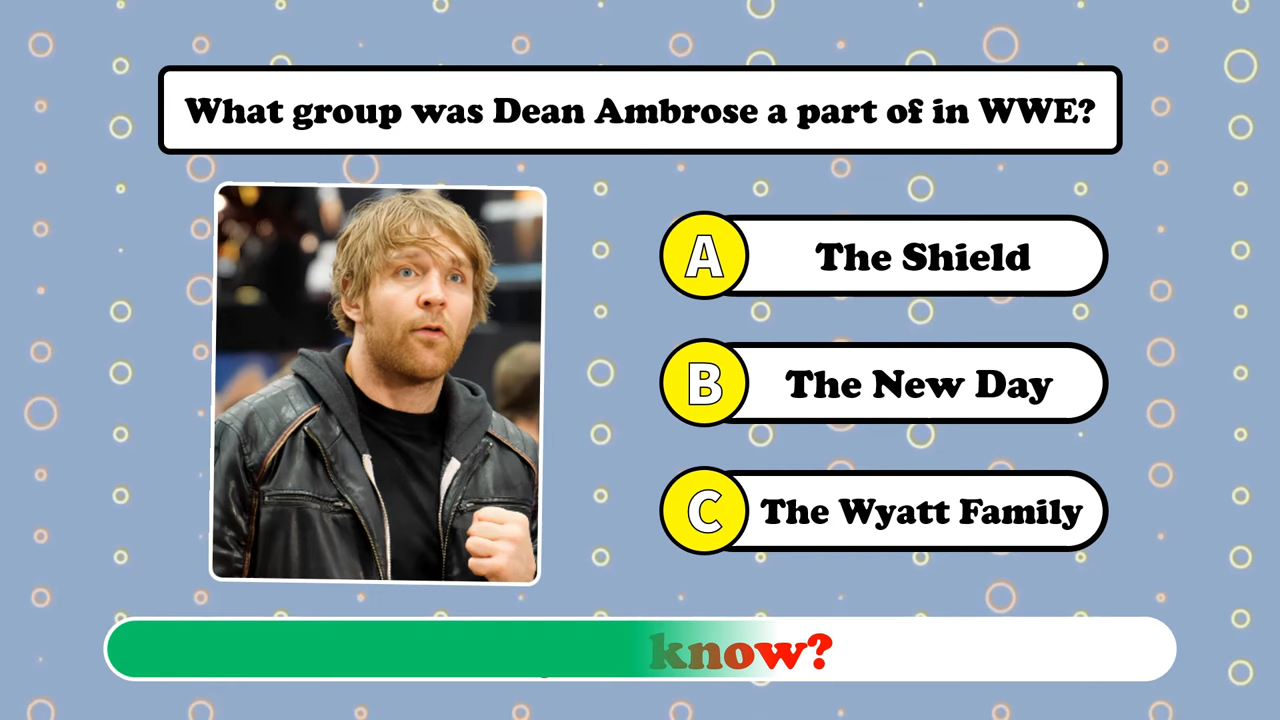 What group was Dean Ambrose a part of in WWE?
A The Shield
B The New Day
C The Wyatt Family
know?